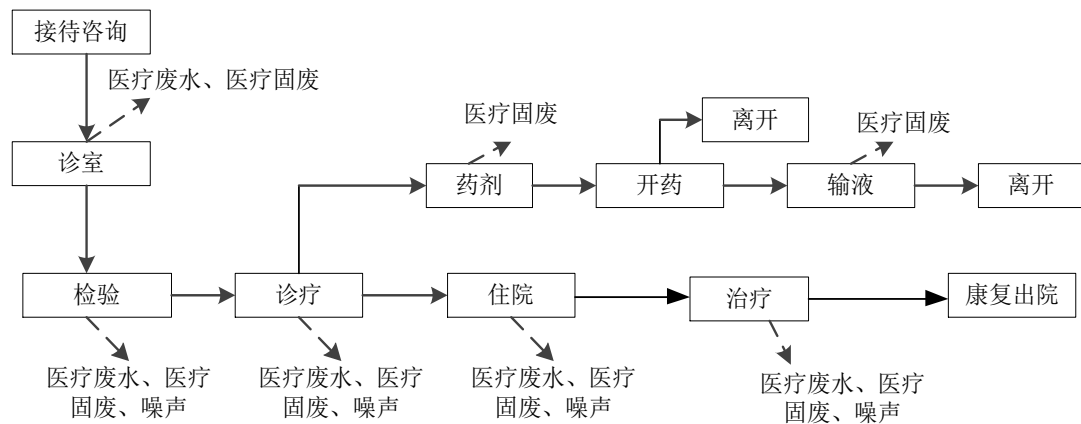 接待咨询
医疗废水、医疗固废
诊室
医疗固废
离开
医疗固废
药剂
开药
输液
离开
检验
诊疗
住院
治疗
康复出院
医疗废水、医疗
固废、噪声
医疗废水、医疗
固废、噪声
医疗废水、医疗
固废、噪声
医疗废水、医疗
固废、噪声